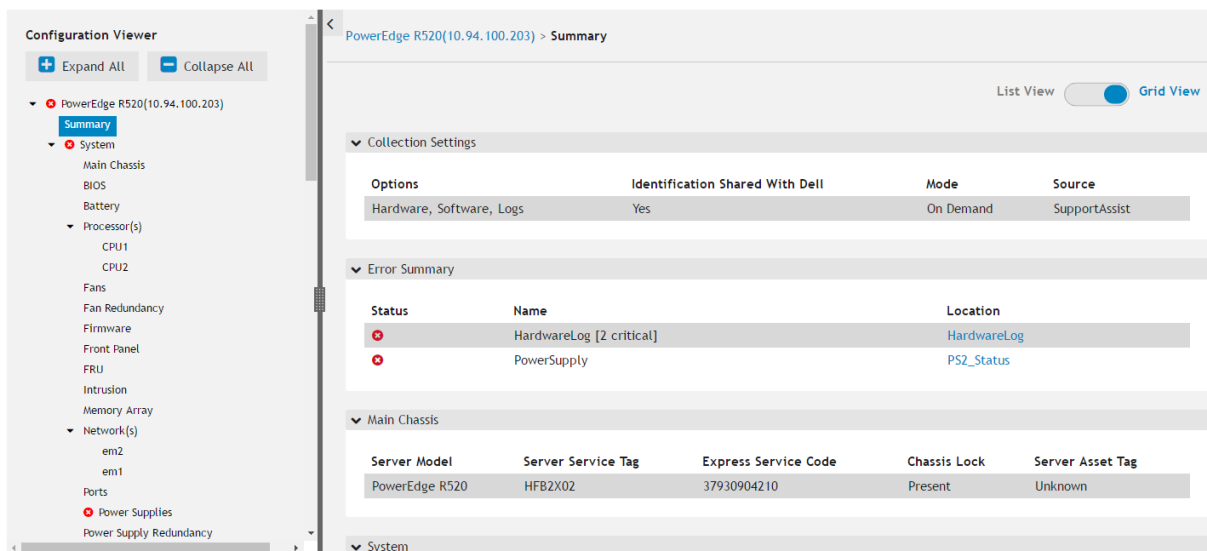 Configuration Viewer
Expand All Collapse All
PowerEdge R520(10.94.100.203)
Summary
System
Main Chassis
BIOS
Battery
Processor(s)
CPU1
CPU2
Fans
Fan Redundancy
Firmware
Front Panel
FRU
Intrusion
Memory Array
Network(s)
em2
em1
Ports
Power Supplies
Power Supply Redundancy
PowerEdge R520(10.94.100.203) > Summary
List View Grid View
Collection Settings
Options Identification Shared With Dell Mode Source
Hardware, Software, Logs Yes On Demand SupportAssist
Error Summary
Status Name Location
HardwareLog [2 critical] HardwareLog
PowerSupply PS2_Status
Main Chassis
Server Model Server Service Tag Express Service Code Chassis Lock Server Asset Tag
PowerEdge R520 HFB2X02 37930904210 Present Unknown
System